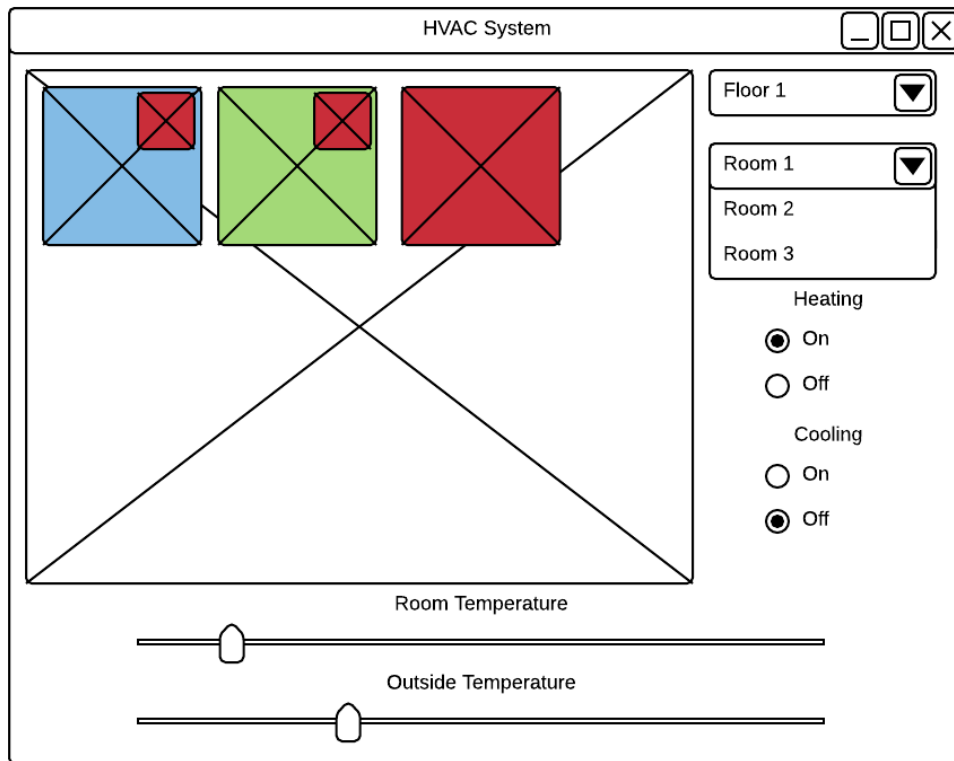 HVAC System
Floor 1
Room 1
Room 2
Room 3
Heating
On
Off
Cooling
On
Off
Room Temperature
Outside Temperature